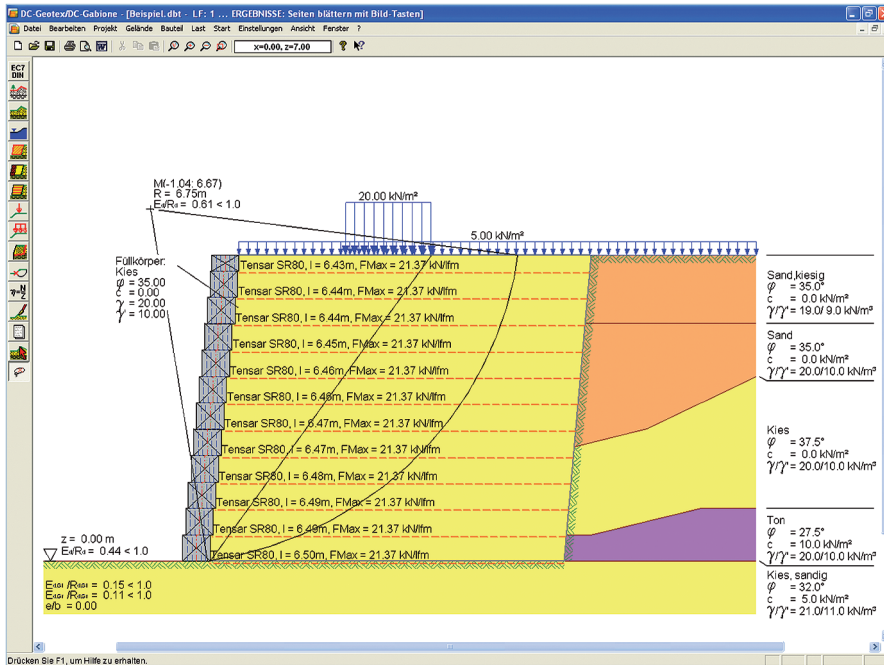 DC-Geotex/DC-Gabione - [Beispiel.dbt - LF: 1 ... ERGEBNISSE: Seiten blättern mit Bild-Tasten]
Datei Bearbeiten Projekt Gelände Bauteil Last Start Einstellungen Ansicht Fenster ?
x=0.00, z=7.00
EC7
DIN
M(-1.04; 6.67)
R = 6.75m
Ed/Rd = 0.61 < 1.0
20.00 kN/m²
5.00 kN/m²
Füllkörper:
Kies
φ = 35.00
c = 0.00
γ = 20.00
γ = 10.00
Tensar SR80, l = 6.43m, FMax = 21.37 kN/lfm
Tensar SR80, l = 6.44m, FMax = 21.37 kN/lfm
Tensar SR80, l = 6.44m, FMax = 21.37 kN/lfm
Tensar SR80, l = 6.45m, FMax = 21.37 kN/lfm
Tensar SR80, l = 6.46m, FMax = 21.37 kN/lfm
Tensar SR80, l = 6.46m, FMax = 21.37 kN/lfm
Tensar SR80, l = 6.47m, FMax = 21.37 kN/lfm
Tensar SR80, l = 6.47m, FMax = 21.37 kN/lfm
Tensar SR80, l = 6.48m, FMax = 21.37 kN/lfm
Tensar SR80, l = 6.49m, FMax = 21.37 kN/lfm
Tensar SR80, l = 6.49m, FMax = 21.37 kN/lfm
Tensar SR80, l = 6.50m, FMax = 21.37 kN/lfm
Sand,kiesig
φ = 35.0°
c = 0.0 kN/m²
γ/γ' = 19.0/ 9.0 kN/m³
Sand
φ = 35.0°
c = 0.0 kN/m²
γ/γ' = 20.0/10.0 kN/m³
Kies
φ = 37.5°
c = 0.0 kN/m²
γ/γ' = 20.0/10.0 kN/m³
Ton
φ = 27.5°
c = 10.0 kN/m²
γ/γ' = 20.0/10.0 kN/m³
Kies, sandig
φ = 32.0°
c = 5.0 kN/m²
γ/γ' = 21.0/11.0 kN/m³
z = 0.00 m
Ed/Rd = 0.44 < 1.0
= 0.15 < 1.0
= 0.11 < 1.0
e/b = 0.00
Drücken Sie F1, um Hilfe zu erhalten.